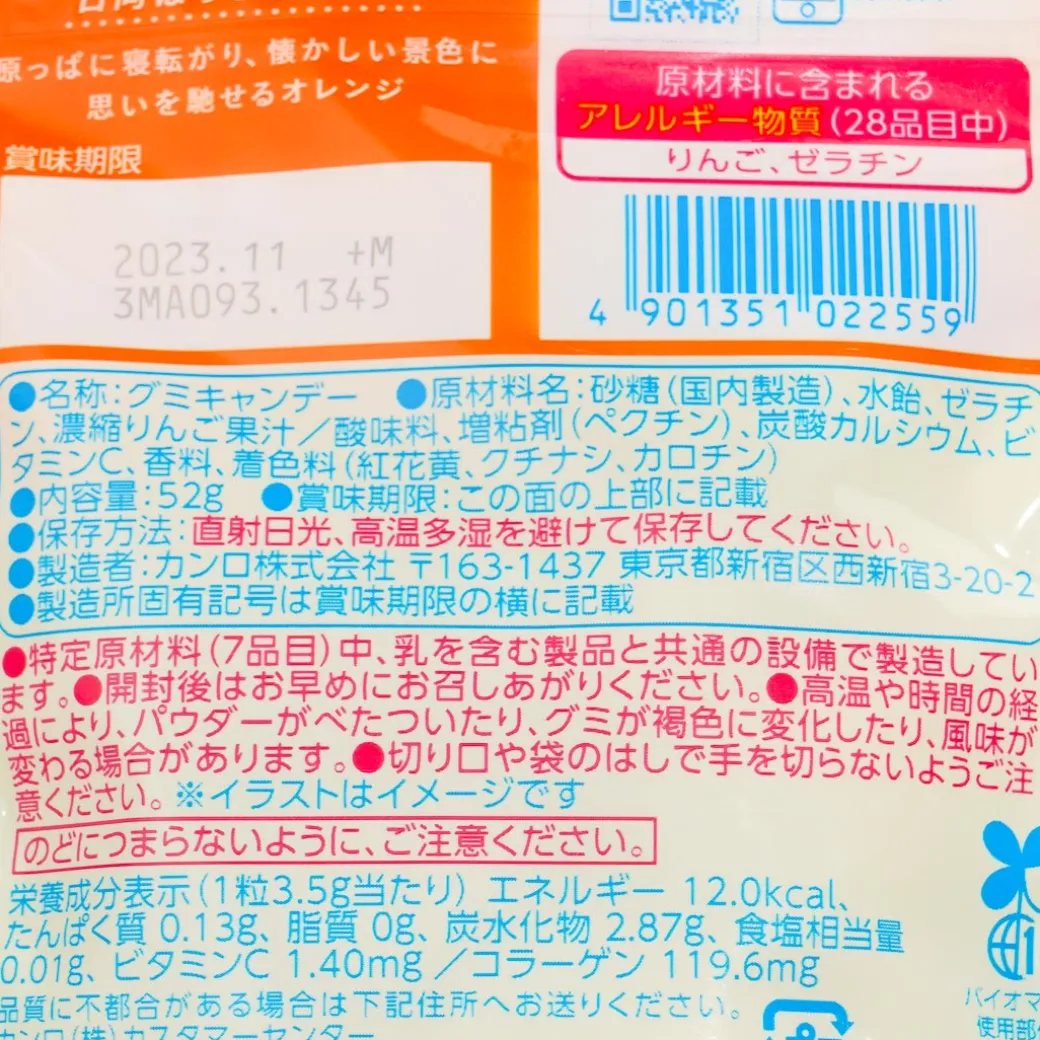 原っぱに寝転がり、懐かしい景色に
思いを馳せるオレンジ
賞味期限
2023.11 +M
3MA093.1345
原材料に含まれる
アレルギー物質(28品目中)
りんご、ゼラチン
4 901351 022559
●名称:グミキャンデー ●原材料名:砂糖(国内製造)、水飴、ゼラチ
ン、濃縮りんご果汁/酸味料、増粘剤(ペクチン)、炭酸カルシウム、ビ
タミンC、香料、着色料(紅花黄、クチナシ、カロチン)
●内容量:52g ●賞味期限:この面の上部に記載
●保存方法:直射日光、高温多湿を避けて保存してください。
●製造者:カンロ株式会社 〒163-1437 東京都新宿区西新宿3-20-2
●製造所固有記号は賞味期限の横に記載
●特定原材料(7品目)中、乳を含む製品と共通の設備で製造してい
ます。●開封後はお早めにお召しあがりください。●高温や時間の経
過により、パウダーがべたついたり、グミが褐色に変化したり、風味が
変わる場合があります。●切り口や袋のはしで手を切らないようご注
意ください。※イラストはイメージです
のどにつまらないように、ご注意ください。
栄養成分表示(1粒3.5g当たり) エネルギー 12.0kcal、
たんぱく質 0.13g、脂質 0g、炭水化物 2.87g、食塩相当量
0.01g、ビタミンC 1.40mg /コラーゲン 119.6mg
品質に不都合がある場合は下記住所へお送りください。
カンロ(株)カスタマーセンター
バイオマ
使用部